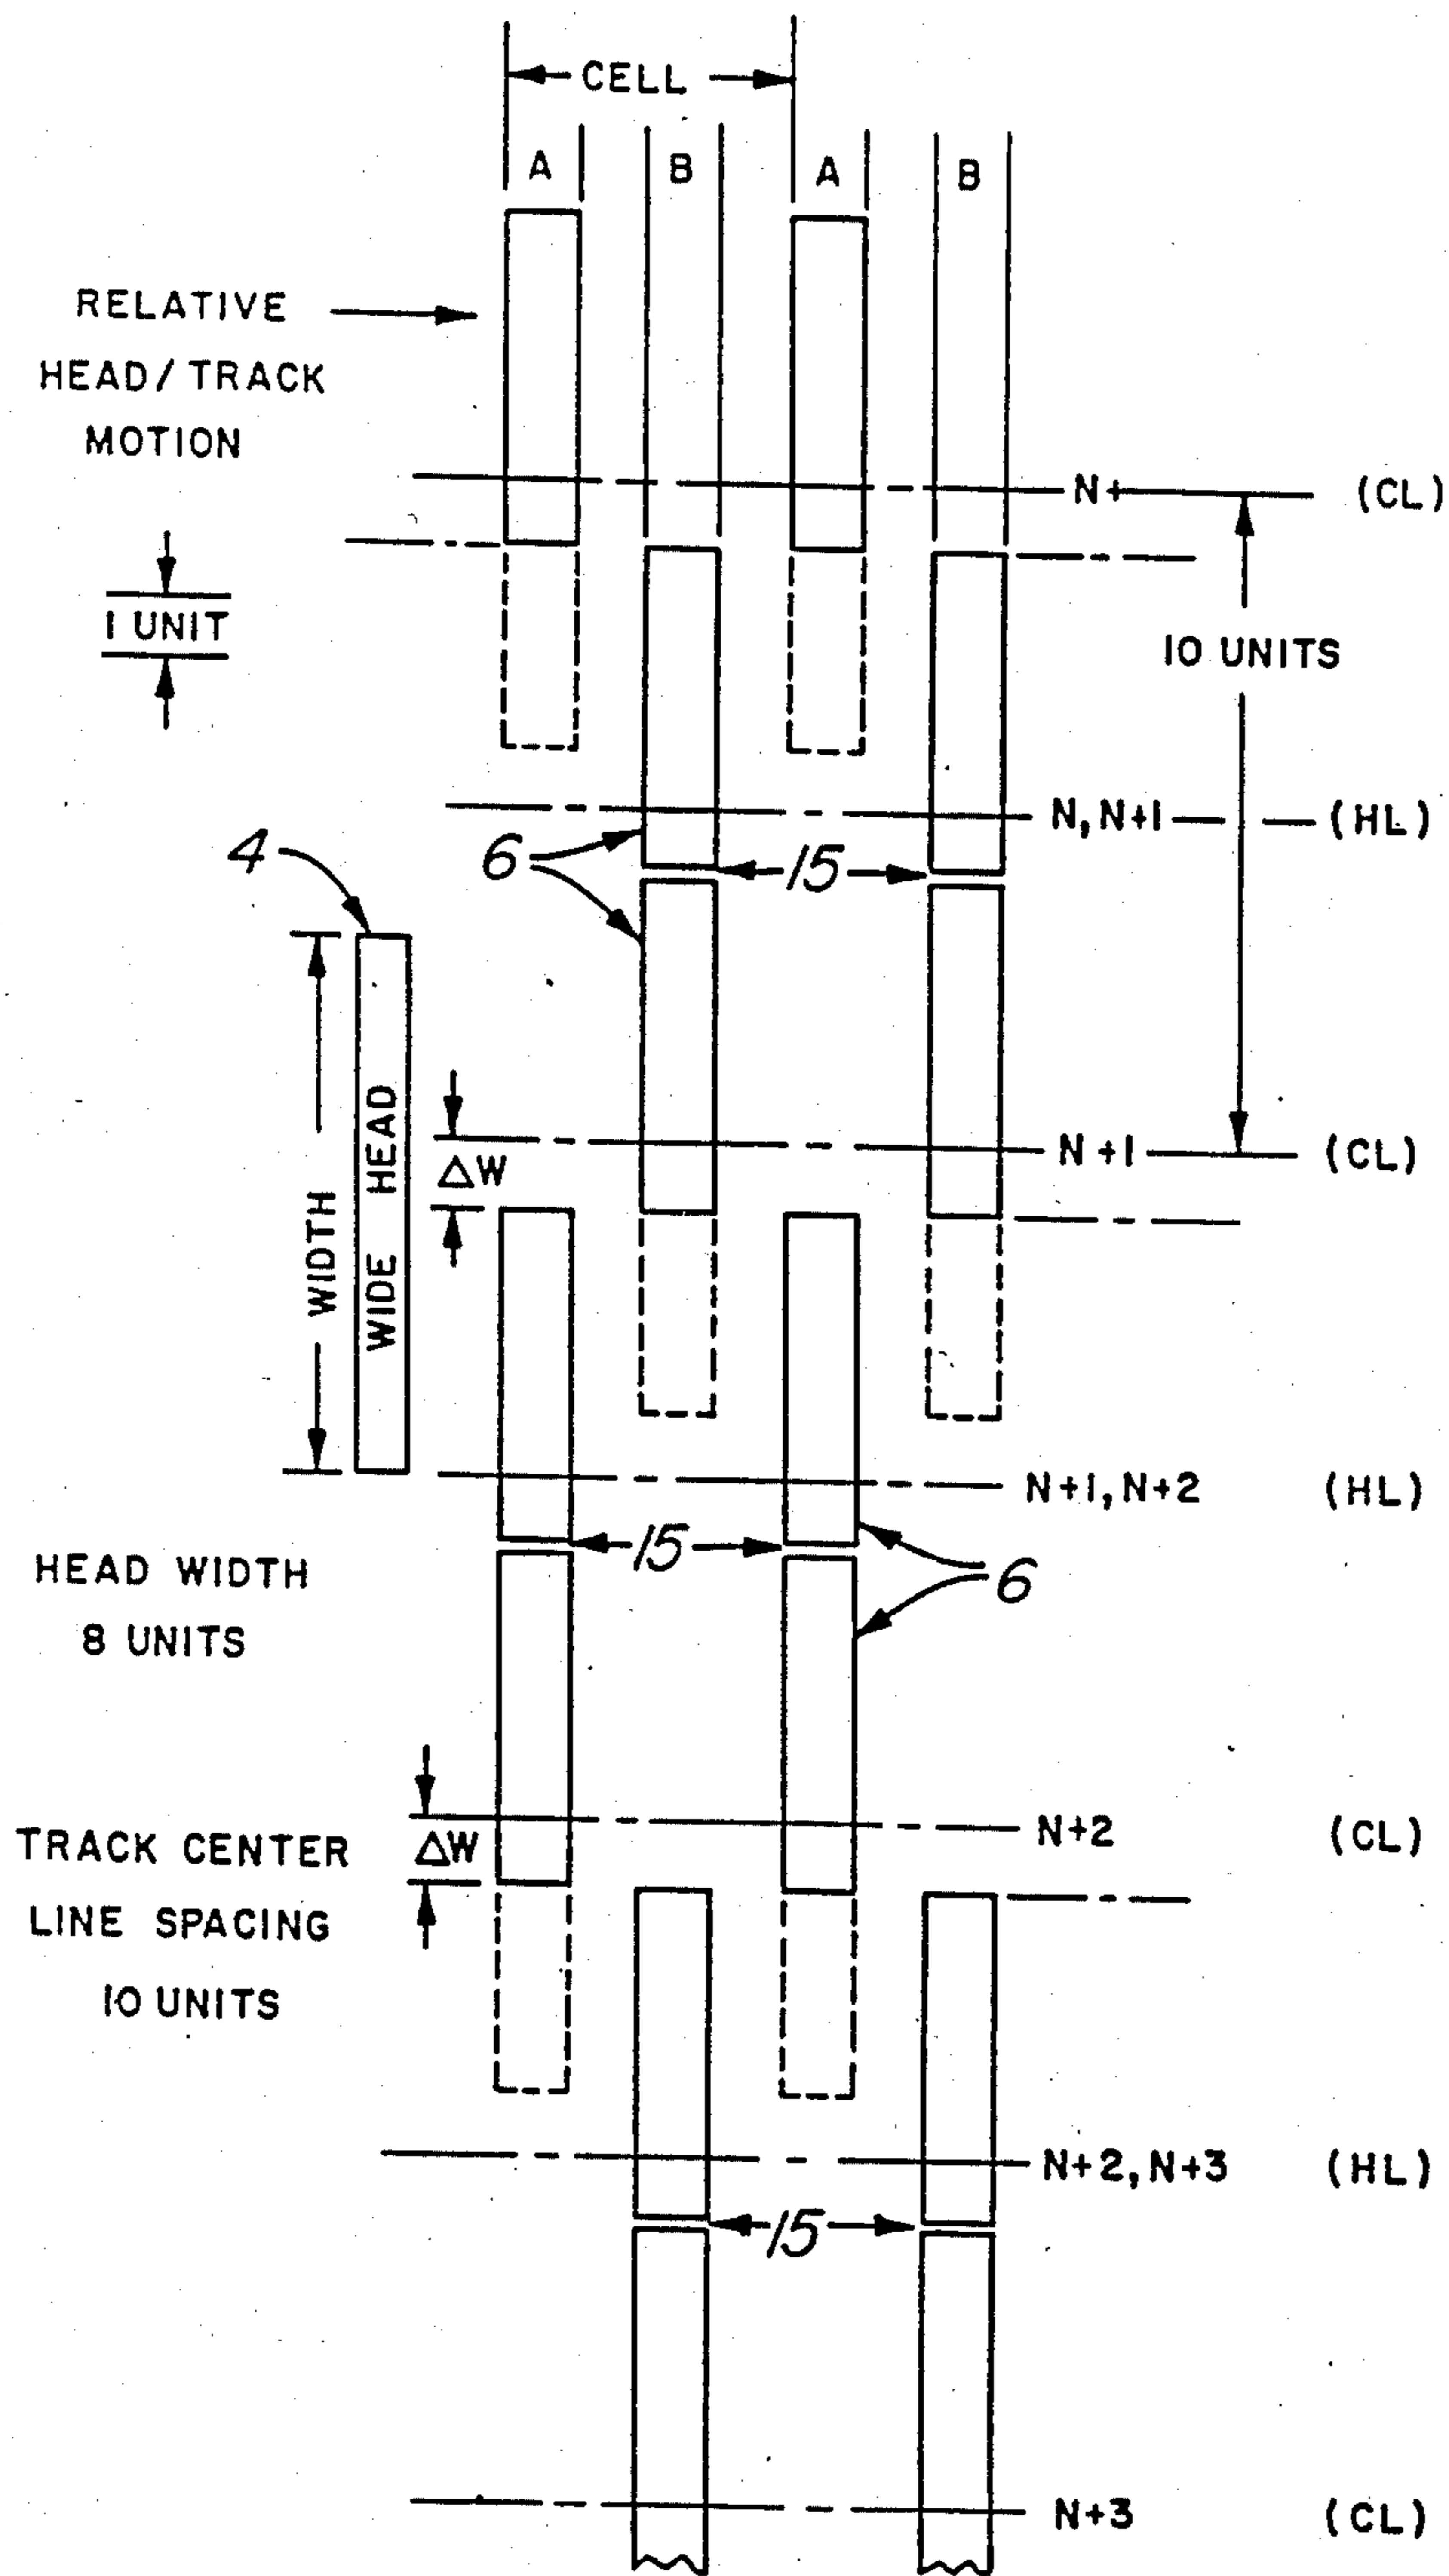 CELL
A B A B
RELATIVE
HEAD/TRACK
MOTION
N+ (CL)
1 UNIT
10 UNITS
N, N+1 (HL)
4
6
15
WIDTH
WIDE HEAD
ΔW
N+1 (CL)
N+1, N+2 (HL)
15
6
HEAD WIDTH
8 UNITS
ΔW
N+2 (CL)
TRACK CENTER
LINE SPACING
10 UNITS
N+2, N+3 (HL)
15
N+3 (CL)